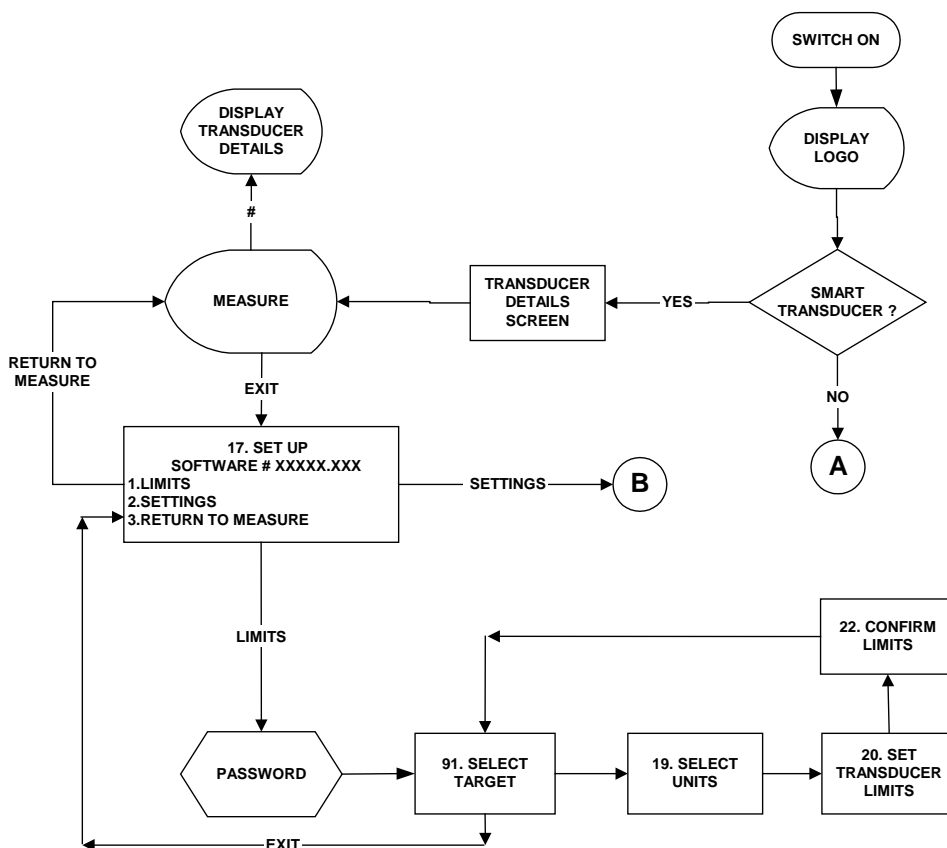 SWITCH ON
DISPLAY
LOGO
DISPLAY
TRANSDUCER
DETAILS
#
MEASURE
TRANSDUCER
DETAILS
SCREEN
YES
SMART
TRANSDUCER ?
RETURN TO
MEASURE
EXIT
NO
17. SET UP
SOFTWARE # XXXXX.XXX
1.LIMITS
2.SETTINGS
3.RETURN TO MEASURE
SETTINGS
B
A
LIMITS
22. CONFIRM
LIMITS
PASSWORD
91. SELECT
TARGET
19. SELECT
UNITS
20. SET
TRANSDUCER
LIMITS
EXIT